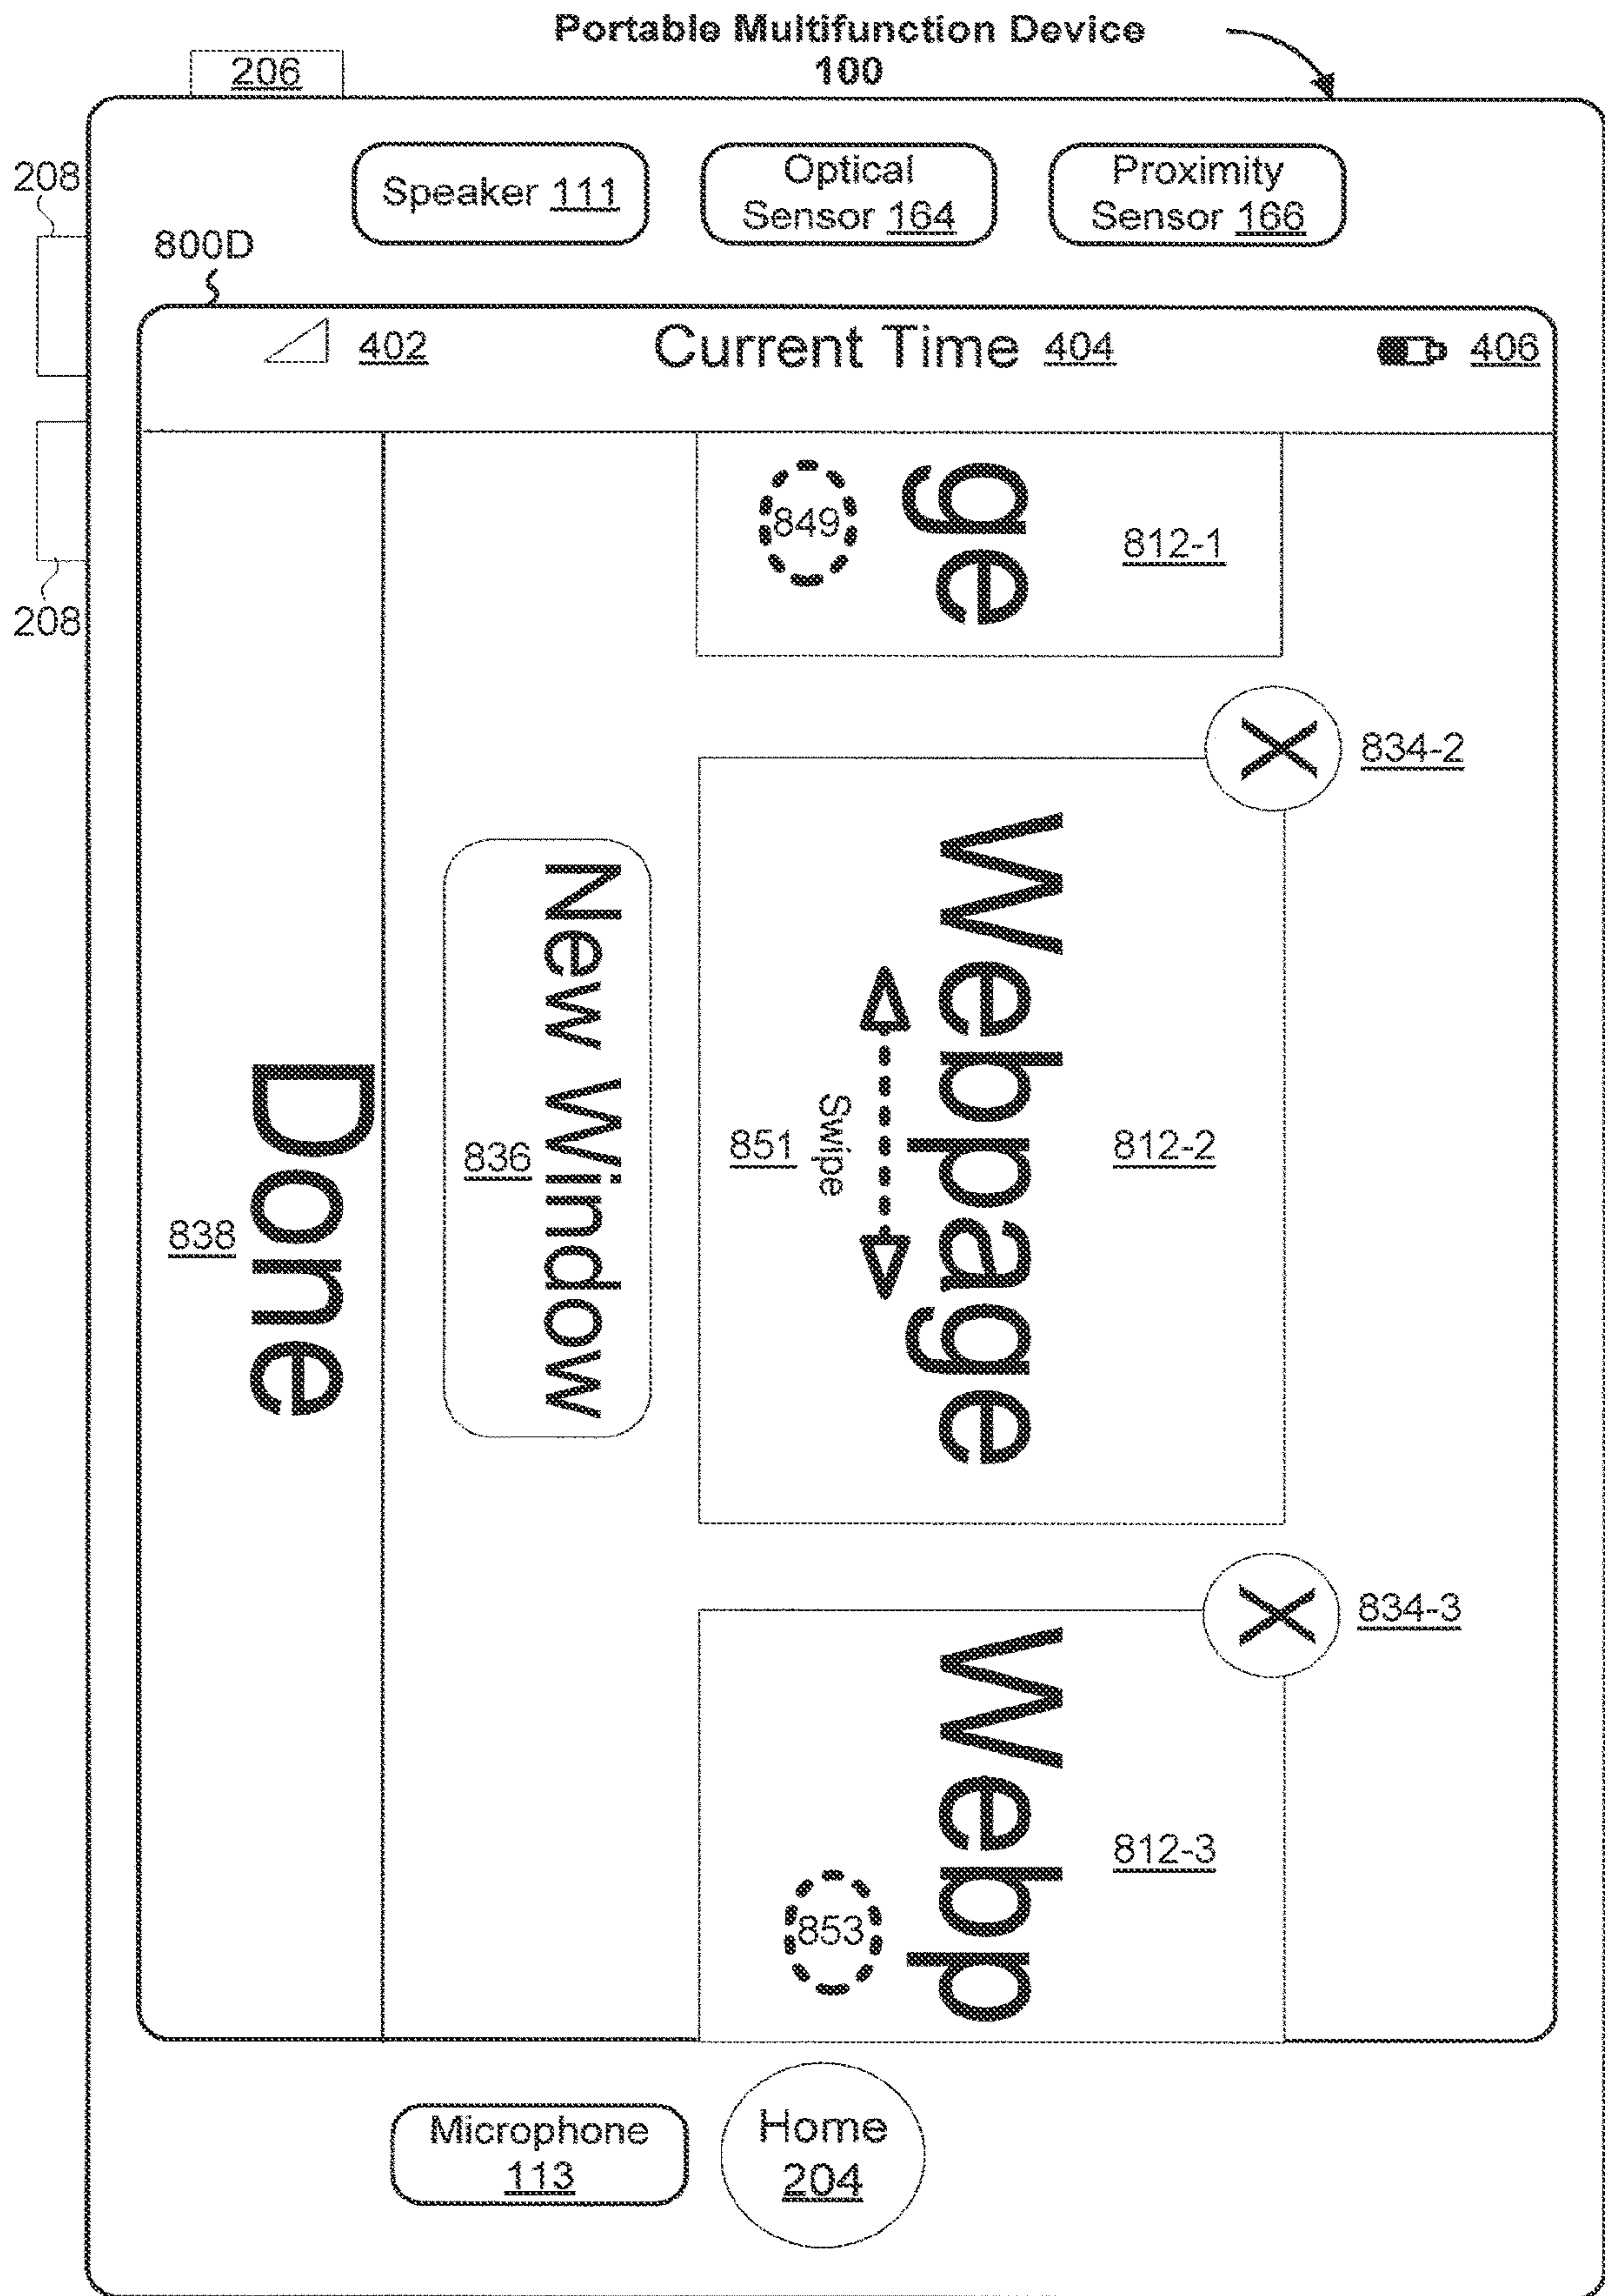 Portable Multifunction Device
100
206
208
Speaker 111
Optical
Sensor 164
Proximity
Sensor 166
800D
402
Current Time 404
406
208
849
ge
812-1
X
834-2
Webpage
812-2
851
Swipe
New Window
836
Done
838
X
834-3
Webp
812-3
853
Microphone
113
Home
204